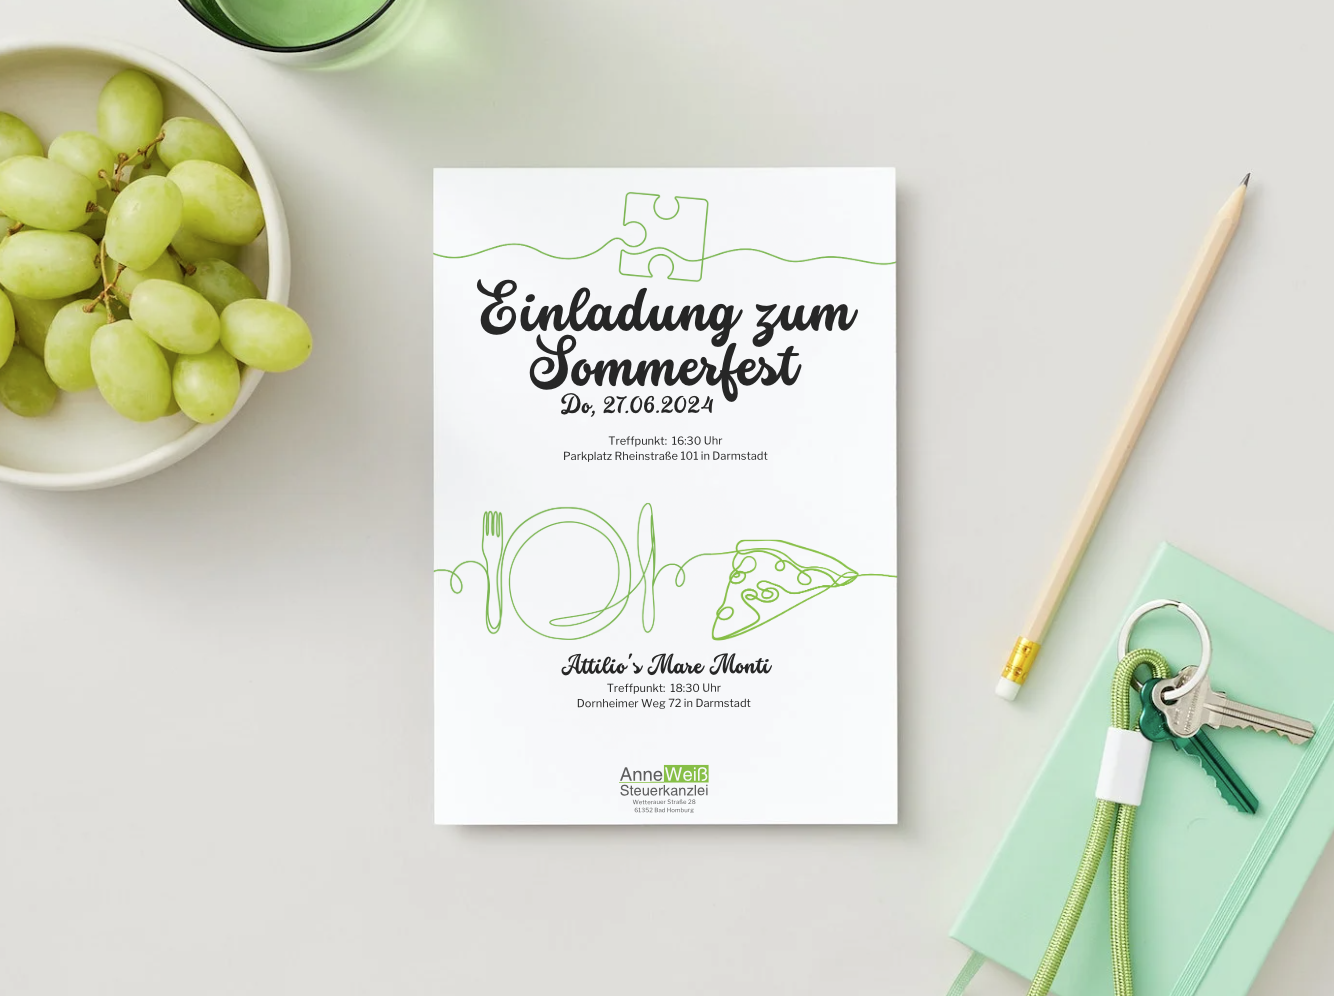 Einladung zum
Sommerfest
Do, 27.06.2024
Treffpunkt: 16:30 Uhr
Parkplatz Rheinstraße 101 in Darmstadt
Attilio's Mare Monti
Treffpunkt: 18:30 Uhr
Dornheimer Weg 72 in Darmstadt
AnneWeiß
Steuerkanzlei
Wetterauer Straße 28
61352 Bad Homburg